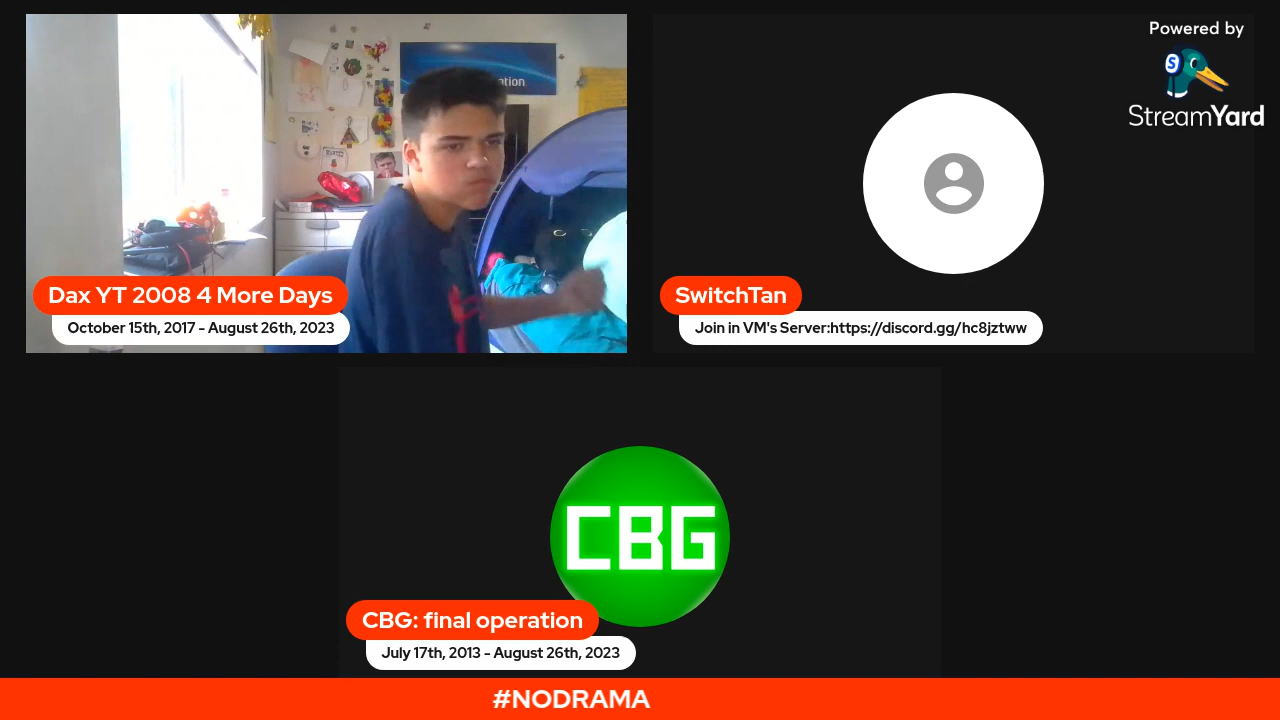 Powered by
StreamYard
ation
Dax YT 2008 4 More Days
October 15th, 2017 - August 26th, 2023
SwitchTan
Join in VM's Server:https://discord.gg/hc8jztww
CBG
CBG: final operation
July 17th, 2013 - August 26th, 2023
#NODRAMA